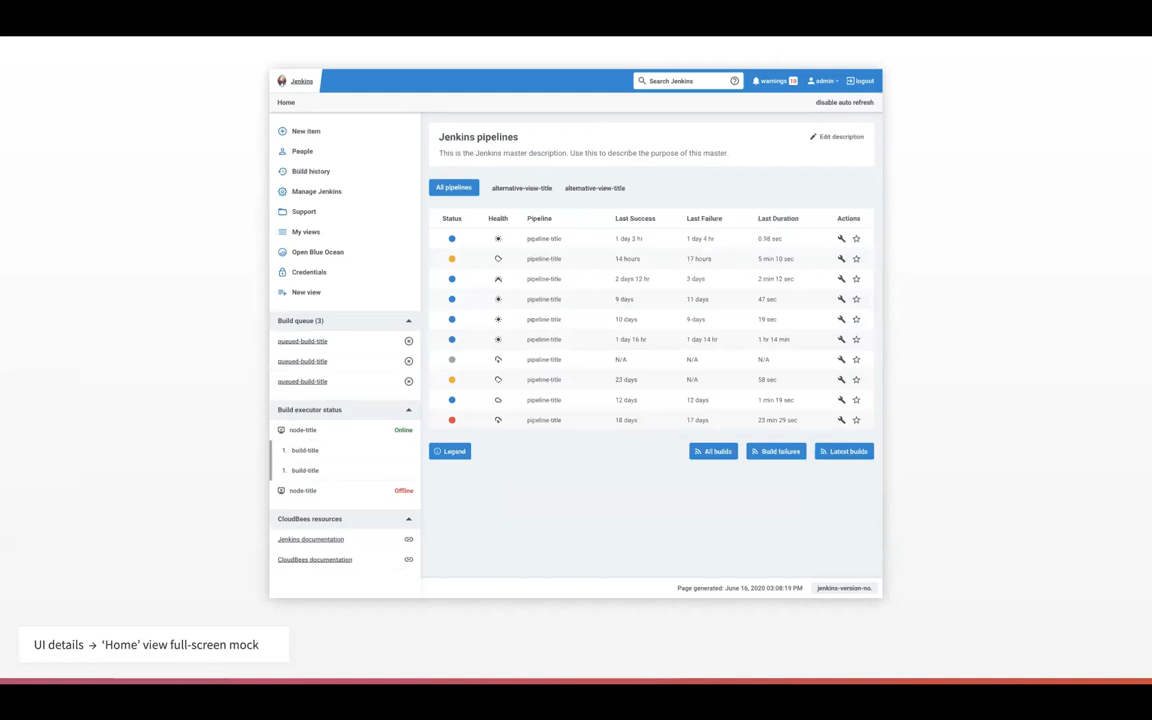 Jenkins
Search Jenkins
warnings 10 admin logout
Home
disable auto refresh
New item
People
Build history
Manage Jenkins
Support
My views
Open Blue Ocean
Credentials
New view
Build queue (3)
queued-build-title
queued-build-title
queued-build-title
Build executor status
node-title Online
1. build-title
1. build-title
node-title Offline
CloudBees resources
Jenkins documentation
CloudBees documentation
Jenkins pipelines
Edit description
This is the Jenkins master description. Use this to describe the purpose of this master.
All pipelines alternative-view-title alternative-view-title
Status Health Pipeline Last Success Last Failure Last Duration Actions
pipeline-title 1 day 3 hr 1 day 4 hr 0.98 sec
pipeline-title 14 hours 17 hours 5 min 10 sec
pipeline-title 2 days 12 hr 3 days 2 min 12 sec
pipeline-title 9 days 11 days 47 sec
pipeline-title 10 days 9 days 19 sec
pipeline-title 1 day 16 hr 1 day 14 hr 1 hr 14 min
pipeline-title N/A N/A N/A
pipeline-title 23 days N/A 58 sec
pipeline-title 12 days 12 days 1 min 19 sec
pipeline-title 18 days 17 days 23 min 29 sec
Legend
All builds Build failures Latest builds
Page generated: June 16, 2020 03:08:19 PM jenkins-version-no.
UI details → ‘Home’ view full-screen mock